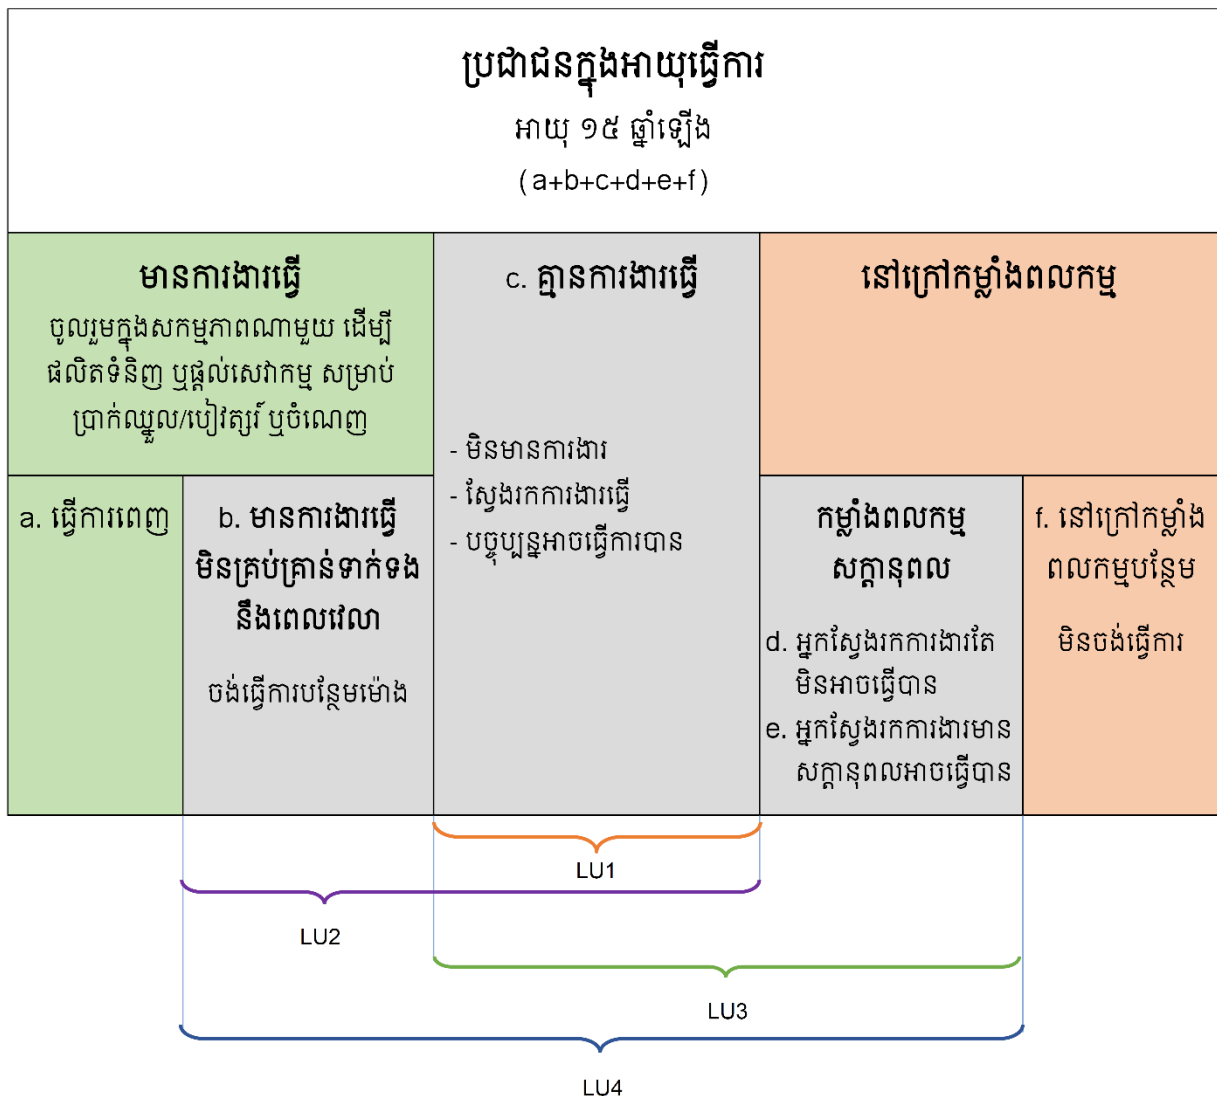 ប្រជាជនក្នុងអាយុធ្វើការ
អាយុ ១៥ ឆ្នាំឡើង
(a+b+c+d+e+f)
មានការងារធ្វើ
ចូលរួមក្នុងសកម្មភាពណាមួយ ដើម្បី
ផលិតទំនិញ ឬផ្តល់សេវាកម្ម សម្រាប់
ប្រាក់ឈ្នួល/បៀវត្សរ៍ ឬចំណេញ
c. គ្មានការងារធ្វើ
- មិនមានការងារ
- ស្វែងរកការងារធ្វើ
- បច្ចុប្បន្នអាចធ្វើការបាន
នៅក្រៅកម្លាំងពលកម្ម
a. ធ្វើការពេញ
b. មានការងារធ្វើ
មិនគ្រប់គ្រាន់ទាក់ទង
នឹងពេលវេលា
ចង់ធ្វើការបន្ថែមម៉ោង
កម្លាំងពលកម្ម
សក្តានុពល
d. អ្នកស្វែងរកការងារតែ
មិនអាចធ្វើបាន
e. អ្នកស្វែងរកការងារមាន
សក្តានុពលអាចធ្វើបាន
f. នៅក្រៅកម្លាំង
ពលកម្មបន្ថែម
មិនចង់ធ្វើការ
LU1
LU2
LU3
LU4